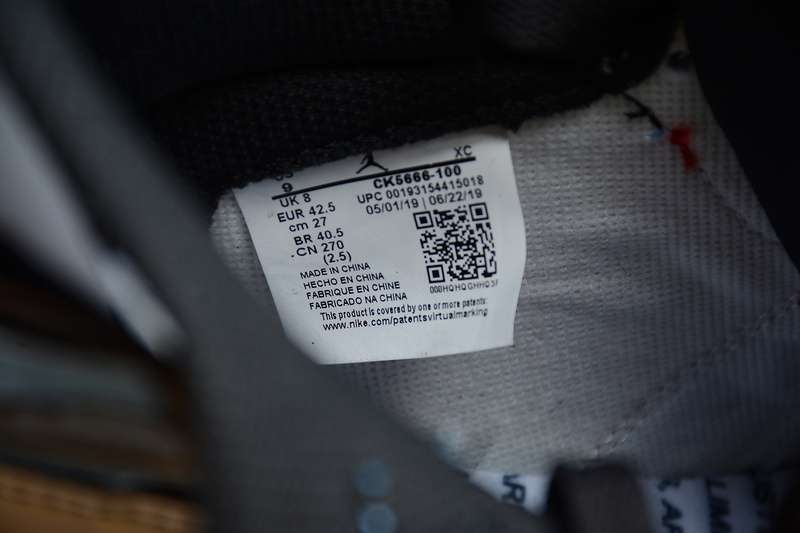 US XC
9 CK5666-100
UK 8 UPC 00193154415018
EUR 42.5 05/01/19 | 06/22/19
cm 27
BR 40.5
.CN 270
(2.5)
MADE IN CHINA
HECHO EN CHINA
FABRIQUE EN CHINE
FABRICADO NA CHINA
This product is covered by one or more patents:
www.nike.com/patentsvirtualmarking